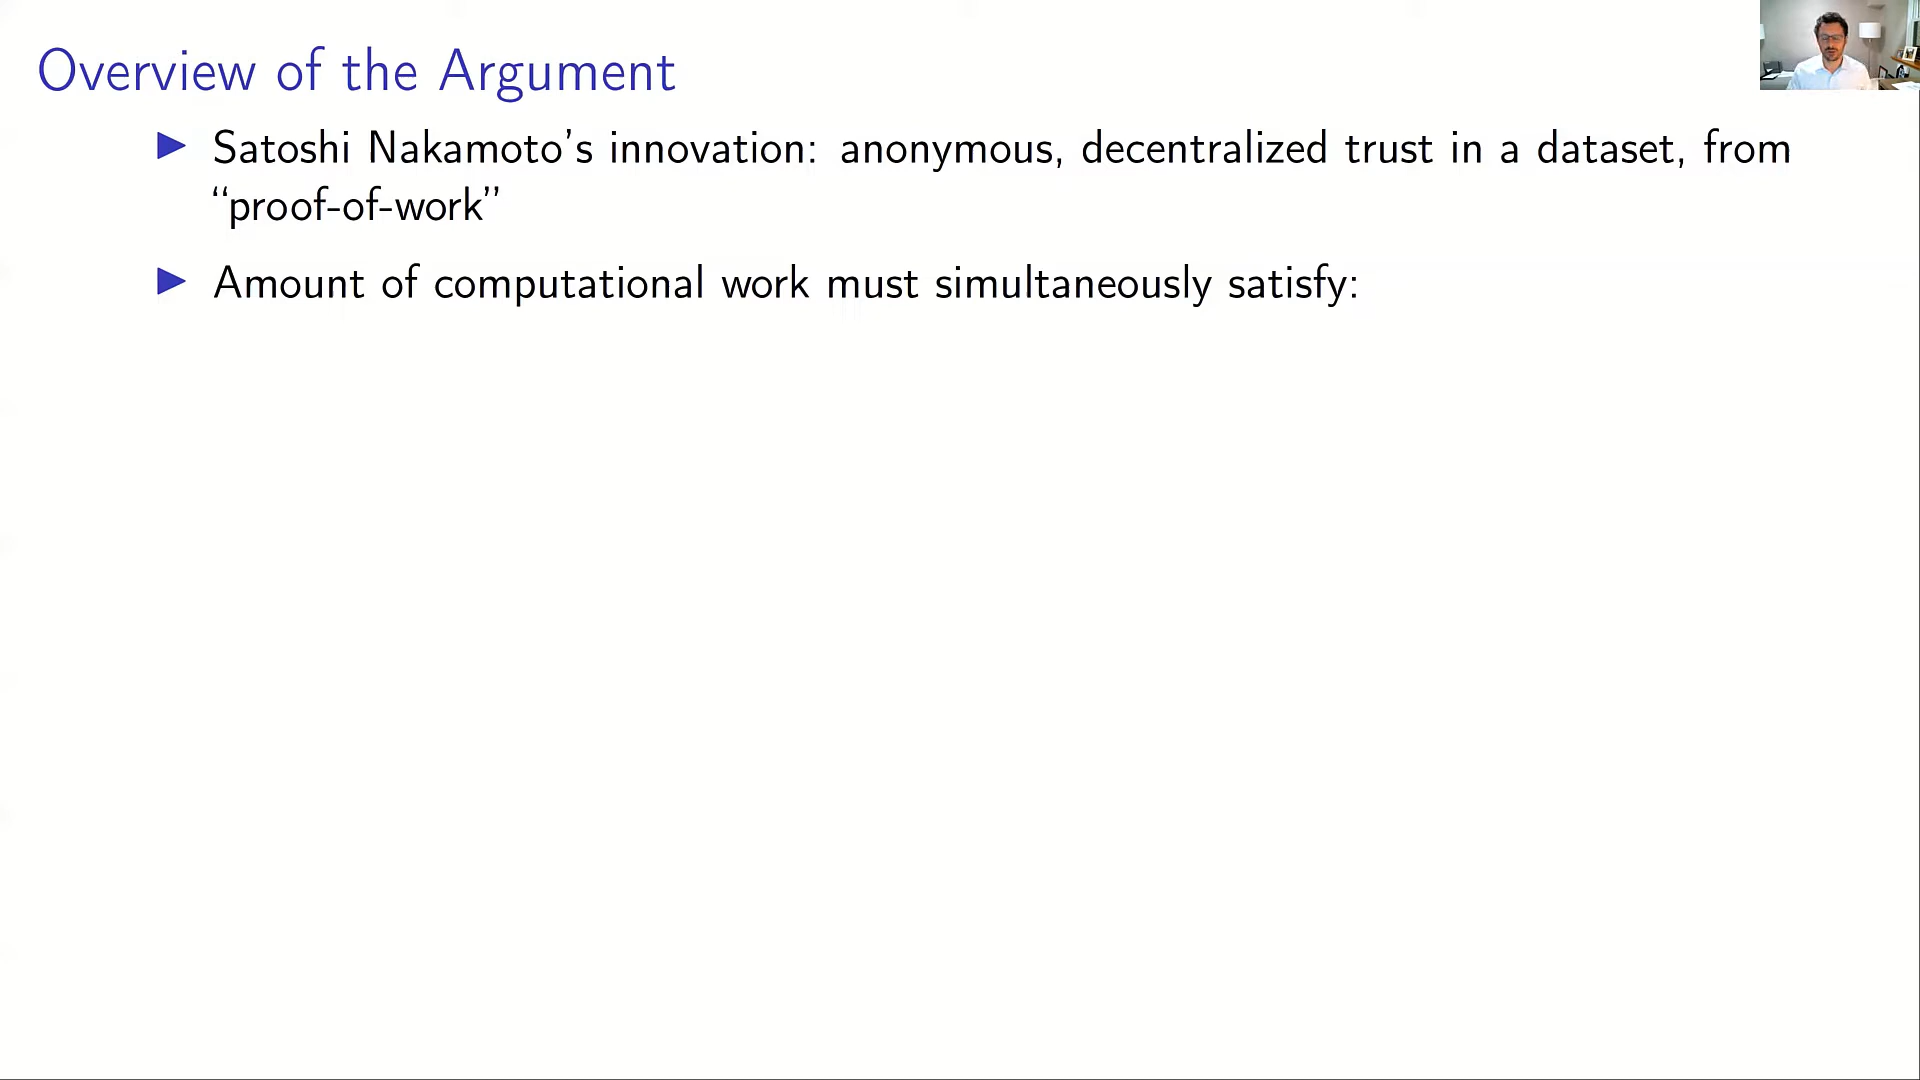 Overview of the Argument
Satoshi Nakamoto’s innovation: anonymous, decentralized trust in a dataset, from
“proof-of-work”
Amount of computational work must simultaneously satisfy: